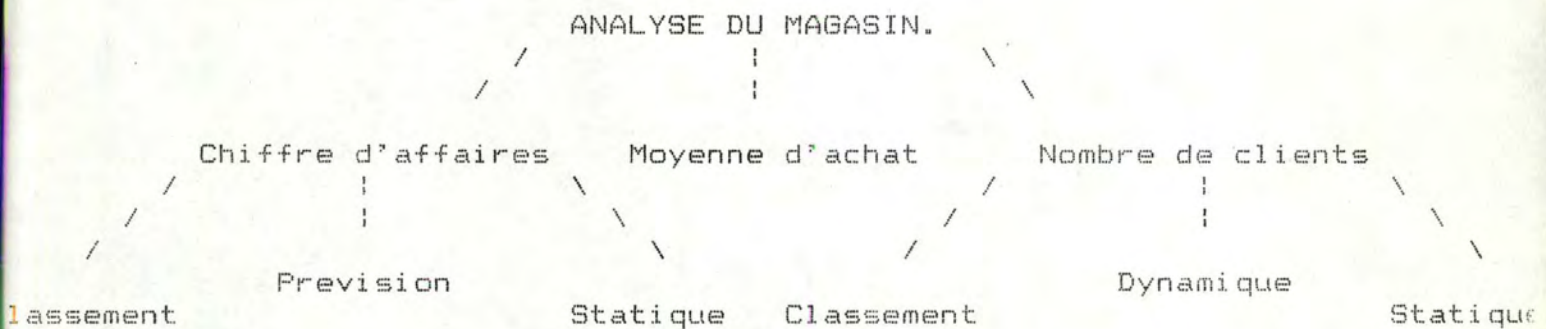 ANALYSE DU MAGASIN.
Chiffre d'affaires Moyenne d'achat Nombre de clients
Prevision Dynamique
lassement Statique Classement Statique